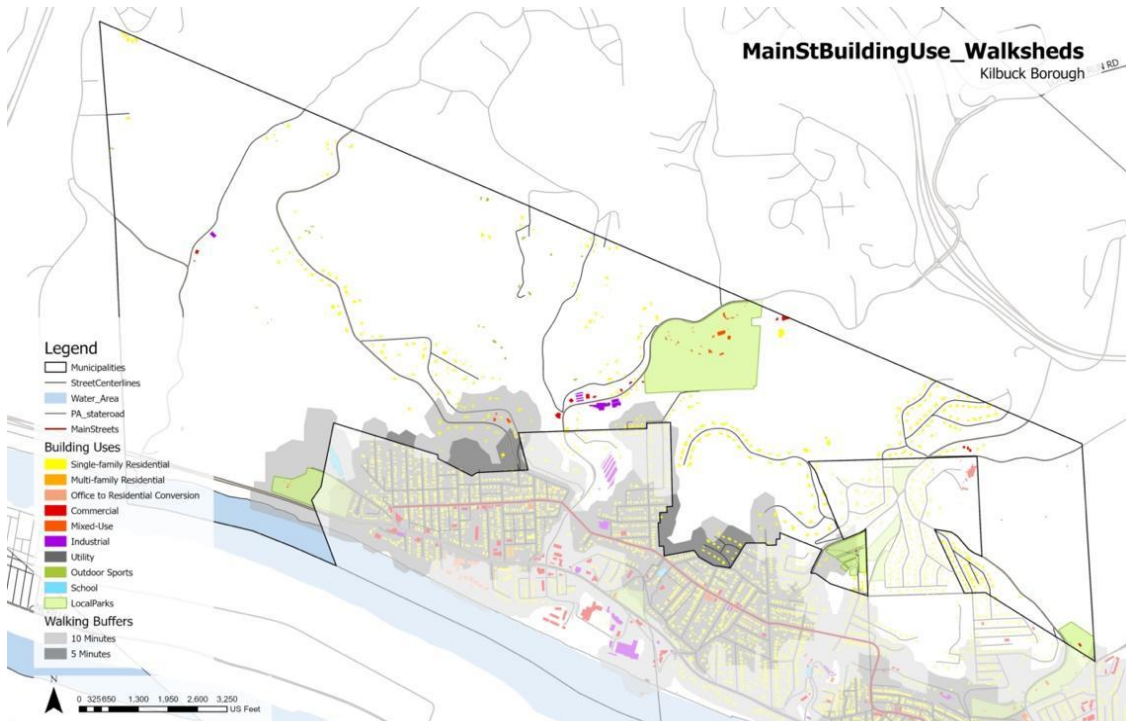 MainStBuildingUse_Walksheds
Kilbuck Borough
RD
Legend
Municipalities
StreetCenterlines
Water_Area
PA_stateroad
MainStreets
Building Uses
Single-family Residential
Multi-family Residential
Office to Residential Conversion
Commercial
Mixed-Use
Industrial
Utility
Outdoor Sports
School
LocalParks
Walking Buffers
10 Minutes
5 Minutes
N
0 325650 1,300 1,950 2,600 3,250
US Feet